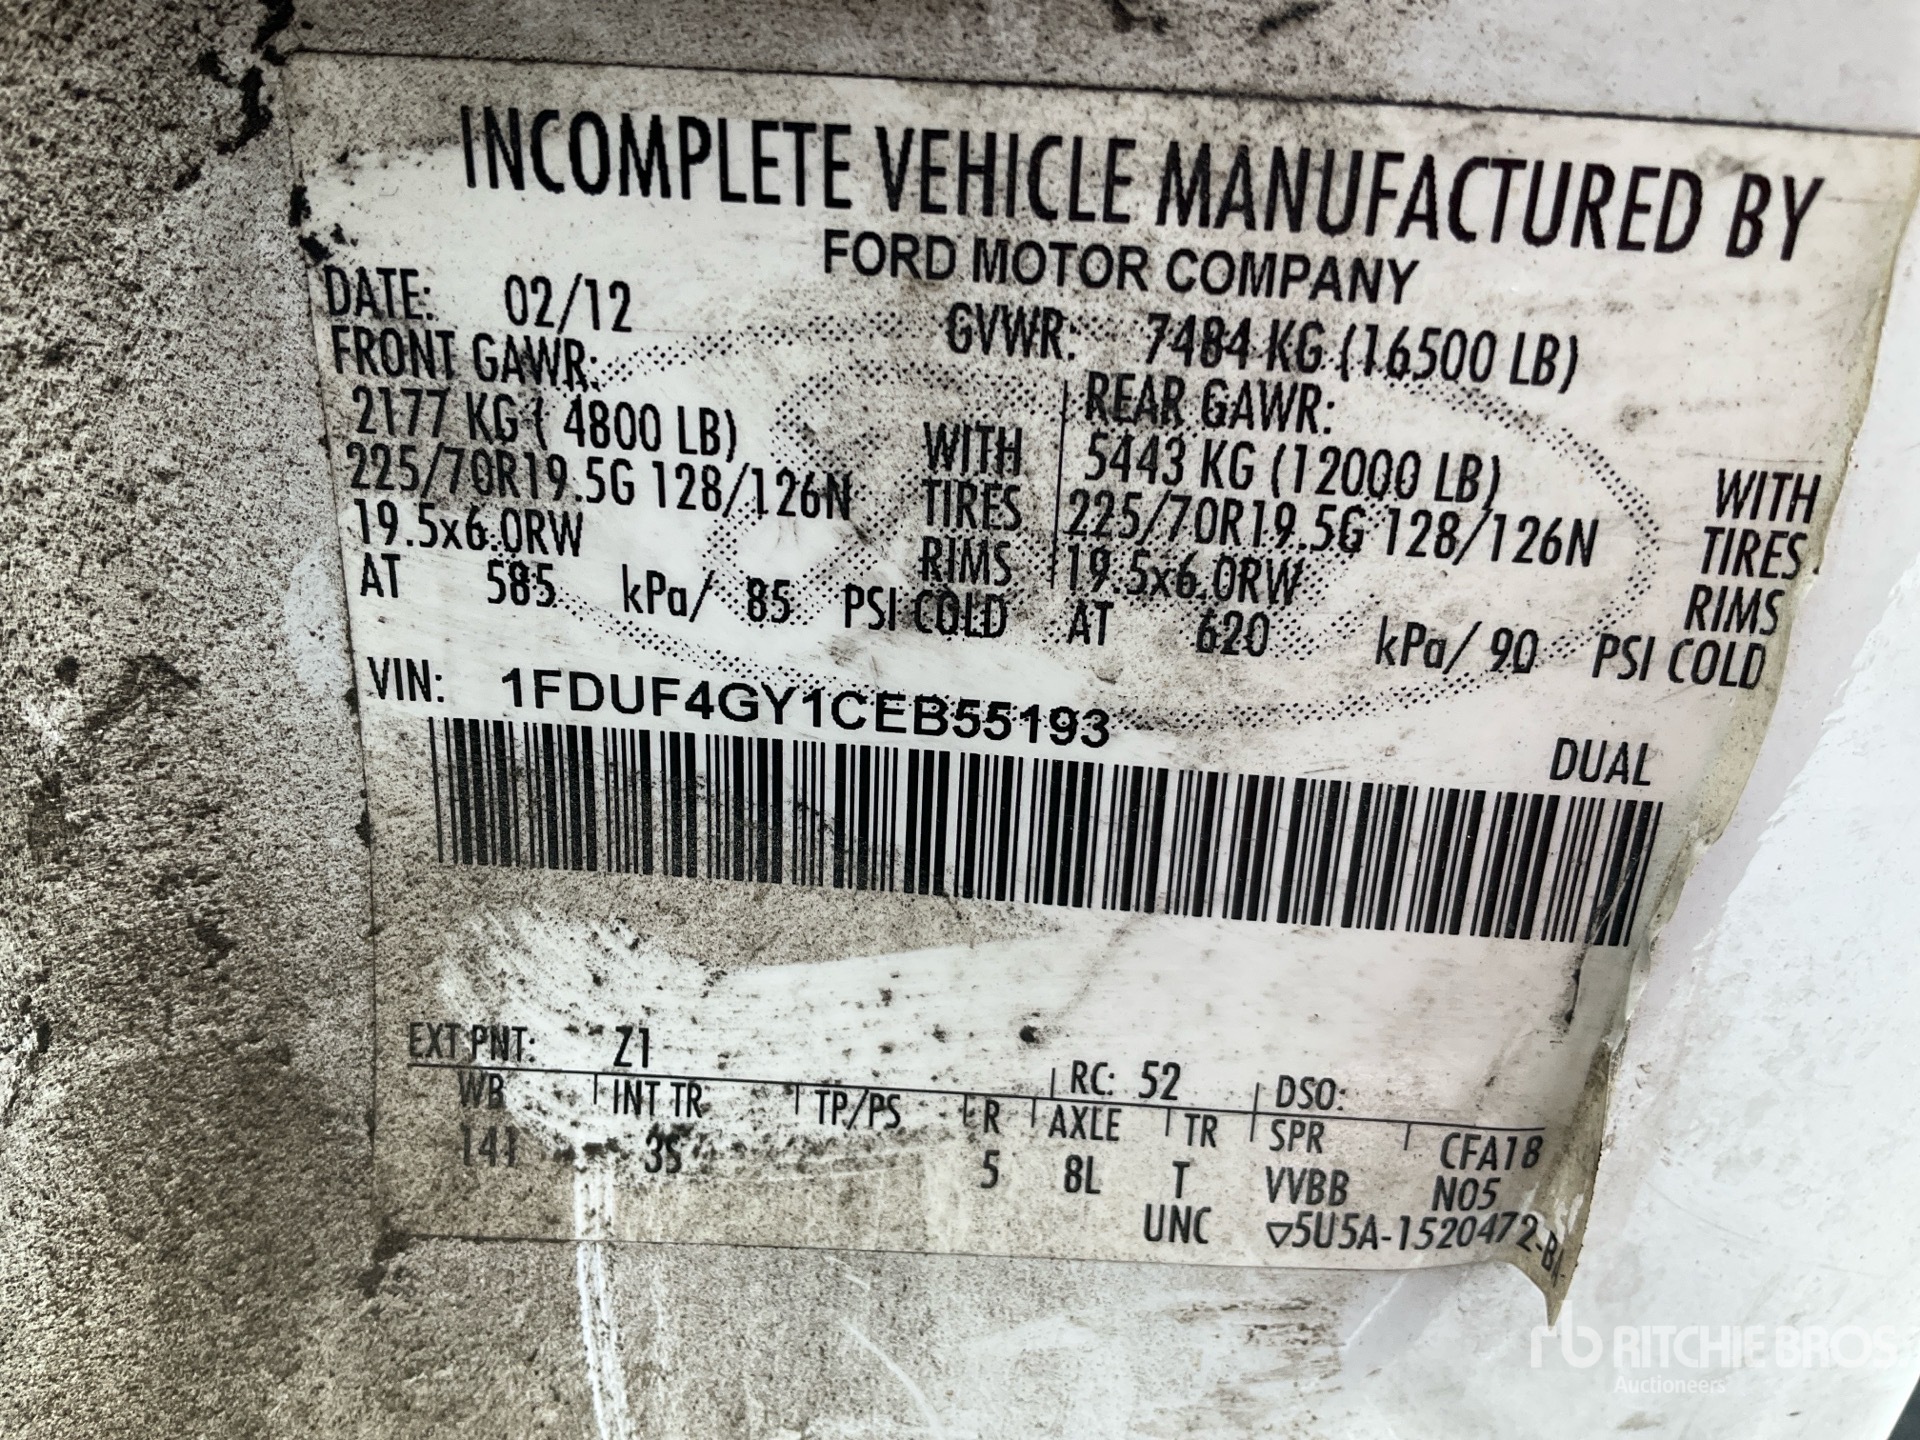 INCOMPLETE VEHICLE MANUFACTURED BY
FORD MOTOR COMPANY
DATE: 02/12 GVWR: 7484 KG (16500 LB)
FRONT GAWR: REAR GAWR:
2177 KG ( 4800 LB) WITH 5443 KG (12000 LB) WITH
225/70R19.5G 128/126N TIRES 225/70R19.5G 128/126N TIRES
19.5x6.0RW RIMS 19.5x6.0RW RIMS
AT 585 kPa/ 85 PSI COLD AT 620 kPa/ 90 PSI COLD
VIN: 1FDUF4GY1CEB55193
DUAL
EXT PNT: Z1 RC: 52 DSO:
WB INT TR TP/PS R AXLE TR SPR CFA18
141 3S 5 8L T VVBB N05
UNC ▽5U5A-1520472-
rb RITCHIE BROS
Auctioneers